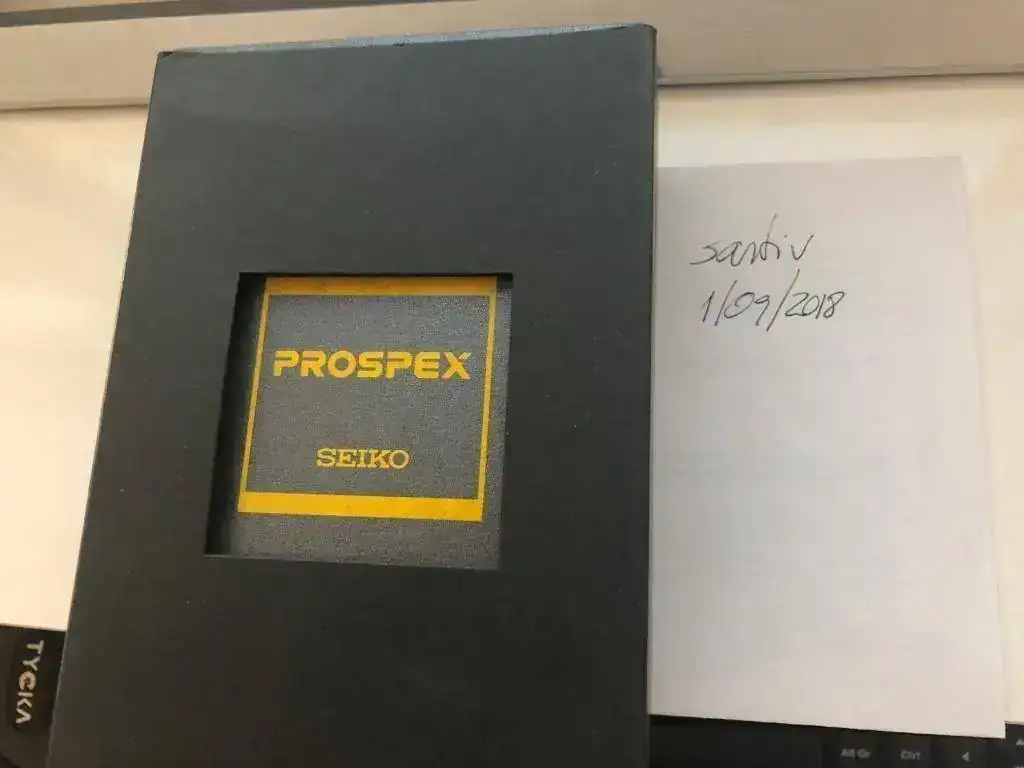 PROSPEX
SEIKO
santiv
1/09/2018
TYCKA
Alt Gr
Ctrl